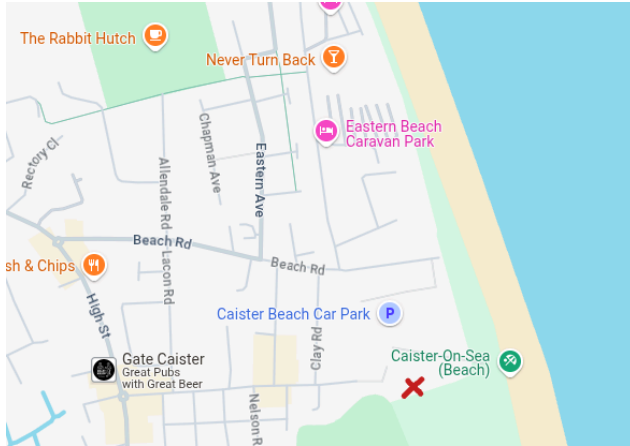 The Rabbit Hutch
Never Turn Back
Eastern Beach
Caravan Park
Rectory Cl
Chapman Ave
Allendale Rd
Eastern Ave
Beach Rd
Beach Rd
sh & Chips
Lacon Rd
High St
Caister Beach Car Park
P
Clay Rd
Caister-On-Sea
(Beach)
Gate Caister
Great Pubs
with Great Beer
Nelson R